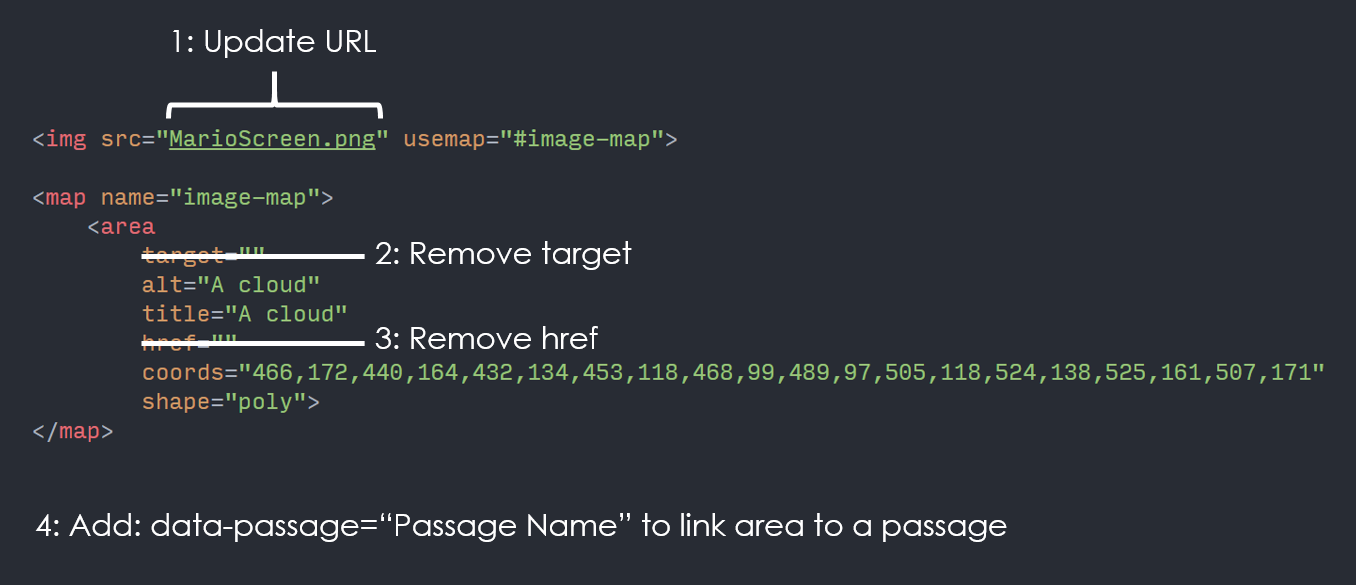 1: Update URL
<img src="MarioScreen.png" usemap="#image-map">
<map name="image-map">
<area
target=""
2: Remove target
alt="A cloud"
title="A cloud"
href=""
3: Remove href
coords="466,172,440,164,432,134,453,118,468,99,489,97,505,118,524,138,525,161,507,171"
shape="poly">
</map>
4: Add: data-passage=“Passage Name” to link area to a passage